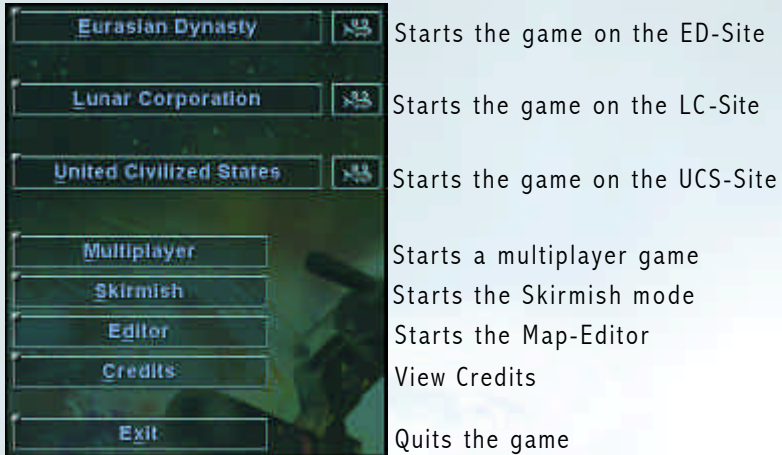 Eurasian Dynasty Starts the game on the ED-Site
Lunar Corporation Starts the game on the LC-Site
United Civilized States Starts the game on the UCS-Site
Multiplayer Starts a multiplayer game
Skirmish Starts the Skirmish mode
Editor Starts the Map-Editor
Credits View Credits
Exit Quits the game